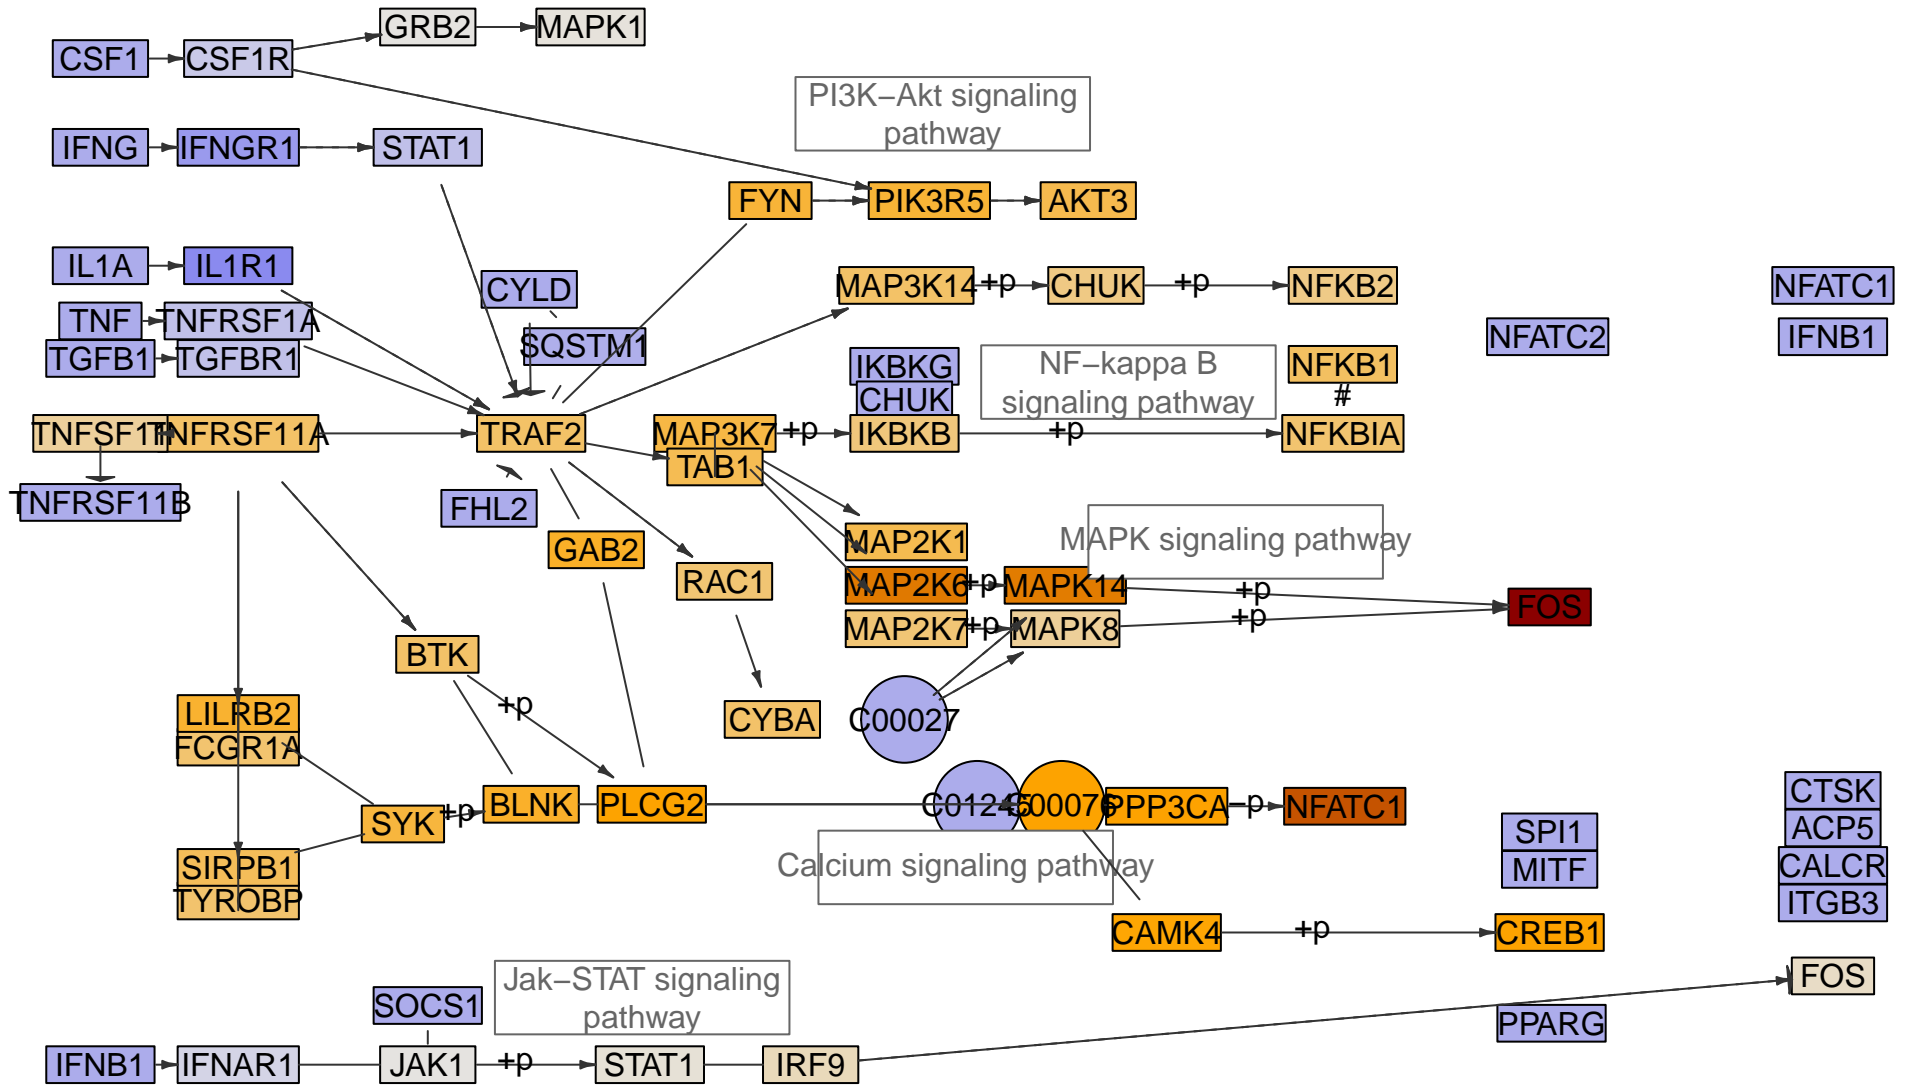 GRB2
MAPK1
CSF1
CSF1R
PI3K–Akt signaling
pathway
IFNG
IFNGR1
STAT1
FYN
PIK3R5
AKT3
IL1A
IL1R1
CYLD
MAP3K14
+p
CHUK
+p
NFKB2
NFATC1
TNF
TNFRSF1A
SQSTM1
NFATC2
IFNB1
TGFB1
TGFBR1
IKBKG
NF–kappa B
signaling pathway
NFKB1
#
CHUK
TNFSF11
TNFRSF11A
TRAF2
MAP3K7
+p
IKBKB
+p
NFKBIA
TAB1
TNFRSF11B
FHL2
GAB2
MAP2K1
MAPK signaling pathway
RAC1
MAP2K6
+p
MAPK14
+p
FOS
MAP2K7
+p
MAPK8
+p
BTK
+p
LILRB2
FCGR1A
CYBA
C00027
SYK
+p
BLNK
PLCG2
C01245
C00076
PPP3CA
–p
NFATC1
CTSK
SPI1
ACP5
SIRPB1
Calcium signaling pathway
MITF
CALCR
TYROBP
ITGB3
CAMK4
+p
CREB1
Jak–STAT signaling
pathway
FOS
SOCS1
PPARG
IFNB1
IFNAR1
JAK1
+p
STAT1
IRF9